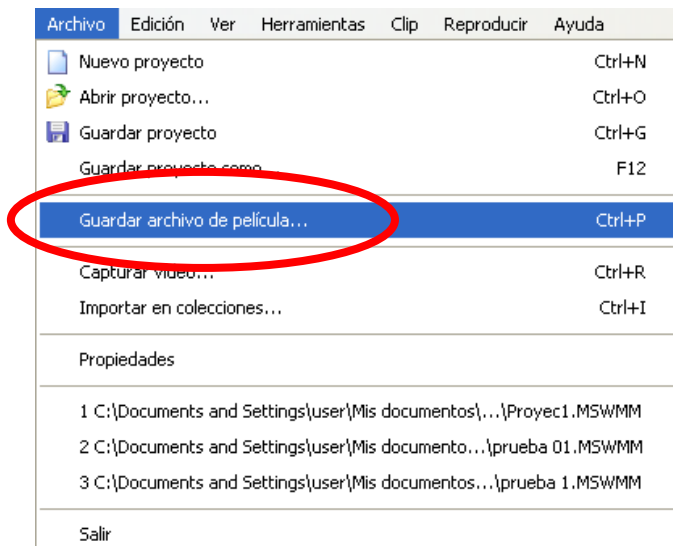 Archivo Edición Ver Herramientas Clip Reproducir Ayuda
Nuevo proyecto Ctrl+N
Abrir proyecto... Ctrl+O
Guardar proyecto Ctrl+G
Guardar proyecto como... F12
Guardar archivo de película... Ctrl+P
Capturar vídeo... Ctrl+R
Importar en colecciones... Ctrl+I
Propiedades
1 C:\Documents and Settings\user\Mis documentos\...\Proyec1.MSWMM
2 C:\Documents and Settings\user\Mis documento...\prueba 01.MSWMM
3 C:\Documents and Settings\user\Mis documentos...\prueba 1.MSWMM
Salir